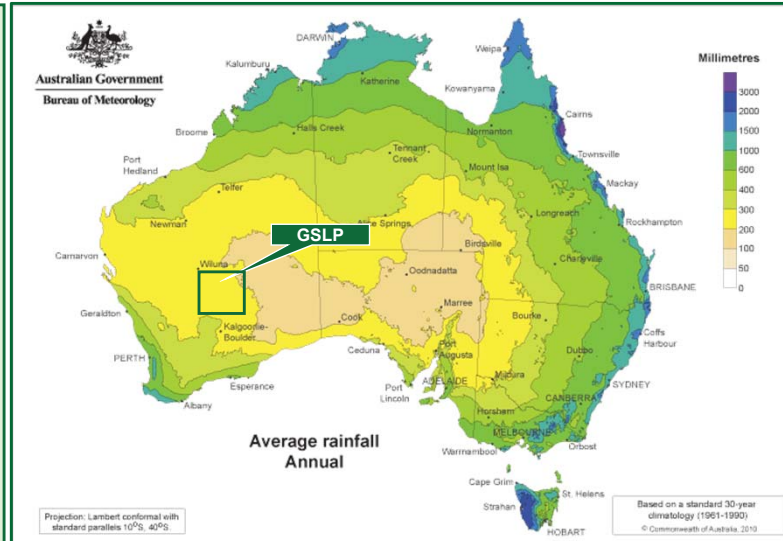 Australian Government
Bureau of Meteorology
DARWIN
Weipa
Kalumburu
Katherine
Kowanyama
Millimetres
3000
2000
1500
1000
600
400
300
200
100
50
0
Cairns
Broome
Halls Creek
Normanton
Townsville
Port
Hedland
Tennant
Creek
Mount Isa
Mackay
Telfer
Newman
Alice Springs
Longreach
Rockhampton
GSLP
Carnarvon
Wiluna
Birdsville
Charleville
Oodnadatta
BRISBANE
Geraldton
Marree
Bourke
Kalgoorlie-
Boulder
Cook
Coffs
Harbour
PERTH
Ceduna
Port
Augusta
Dubbo
Esperance
Port
Lincoln
ADELAIDE
Mildura
SYDNEY
Albany
CANBERRA
Horsham
MELBOURNE
Orbost
Warrnambool
Average rainfall
Annual
Cape Grim
St. Helens
Strahan
HOBART
Projection: Lambert conformal with
standard parallels 10°S, 40°S.
Based on a standard 30-year
climatology (1961-1990)
© Commonwealth of Australia, 2010